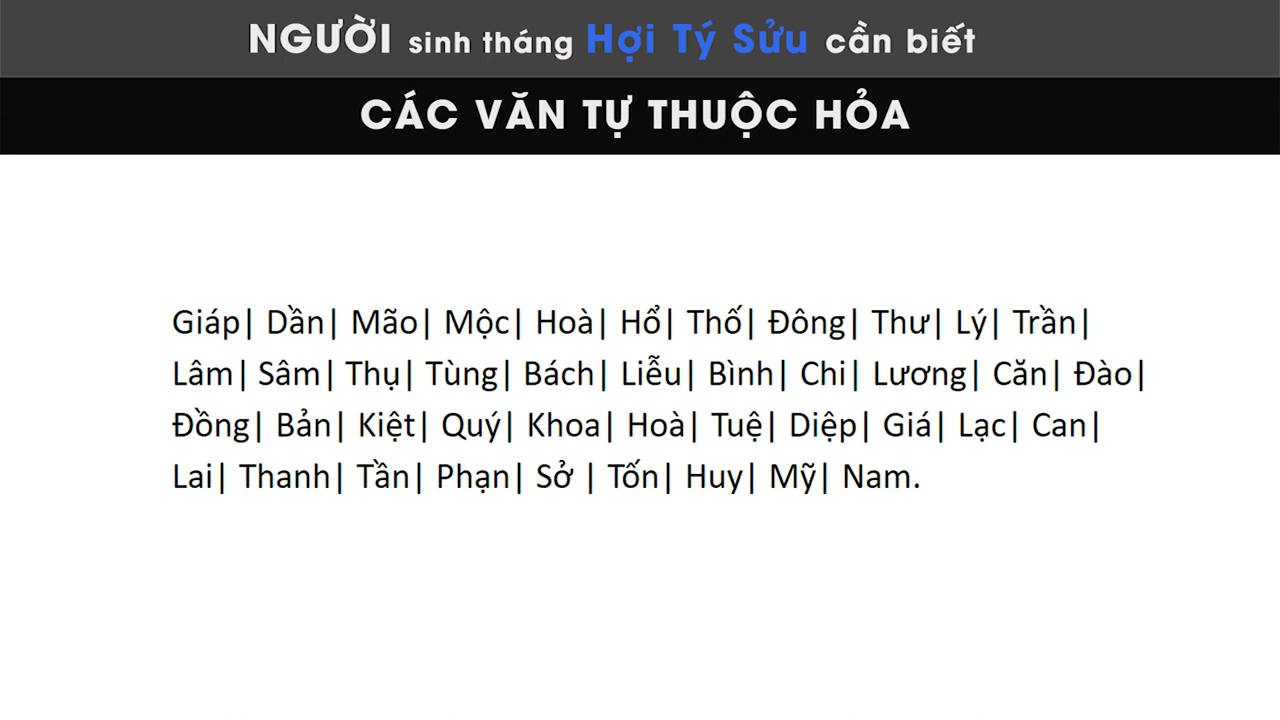 NGƯỜI sinh tháng Hợi Tý Sửu cần biết
CÁC VĂN TỰ THUỘC HỎA
Giáp| Dần| Mão| Mộc| Hoà| Hổ| Thố| Đông| Thư| Lý| Trần|
Lâm| Sâm| Thụ| Tùng| Bách| Liễu| Bình| Chi| Lương| Căn| Đào|
Đồng| Bản| Kiệt| Quý| Khoa| Hoà| Tuệ| Diệp| Giá| Lạc| Can|
Lai| Thanh| Tần| Phạn| Sở | Tốn| Huy| Mỹ| Nam.